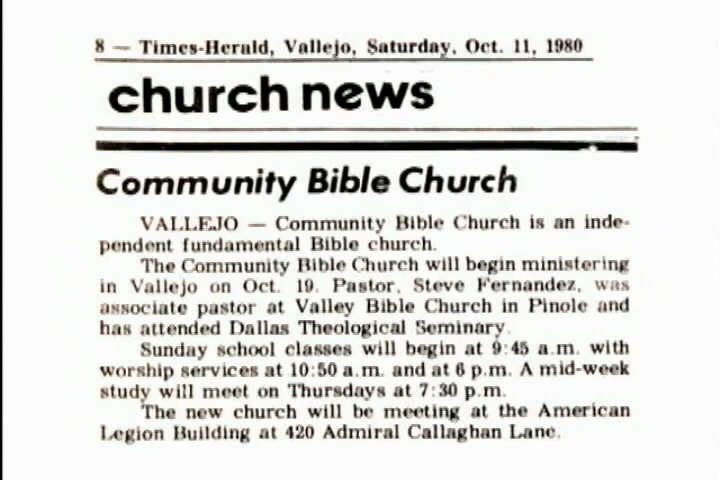 8 — Times-Herald, Vallejo, Saturday, Oct. 11, 1980
church news
Community Bible Church
VALLEJO — Community Bible Church is an inde-
pendent fundamental Bible church.
The Community Bible Church will begin ministering
in Vallejo on Oct. 19. Pastor, Steve Fernandez, was
associate pastor at Valley Bible Church in Pinole and
has attended Dallas Theological Seminary.
Sunday school classes will begin at 9:45 a.m. with
worship services at 10:50 a.m. and at 6 p.m. A mid-week
study will meet on Thursdays at 7:30 p.m.
The new church will be meeting at the American
Legion Building at 420 Admiral Callaghan Lane.